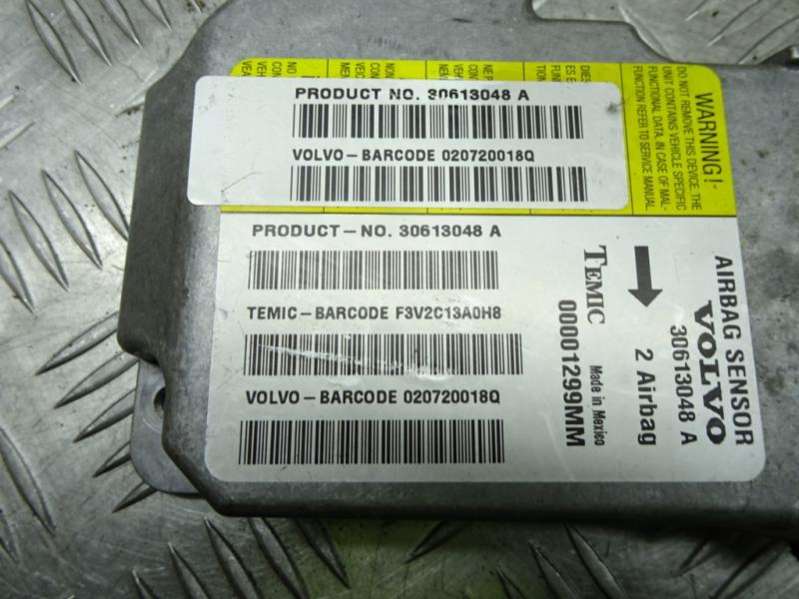 PRODUCT NO. 30613048 A
VOLVO-BARCODE 020720018Q
PRODUCT-NO. 30613048 A
TEMIC-BARCODE F3V2C13A0H8
VOLVO-BARCODE 020720018Q
WARNING!
DO NOT REMOVE THIS DEVICE. THE
UNIT CONTAINS VEHICLE SPECIFIC
FUNCTIONAL DATA. IN CASE OF MAL-
FUNCTION REFER TO SERVICE MANUAL
AIRBAG SENSOR
VOLVO
30613048 A
2 Airbag
TEMIC
Made in Mexico
00001299MM